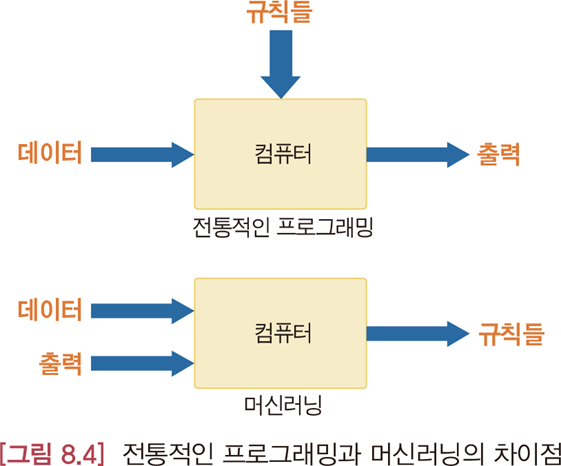 규칙들
데이터
컴퓨터
출력
전통적인 프로그래밍
데이터
출력
컴퓨터
규칙들
머신러닝
[그림 8.4] 전통적인 프로그래밍과 머신러닝의 차이점